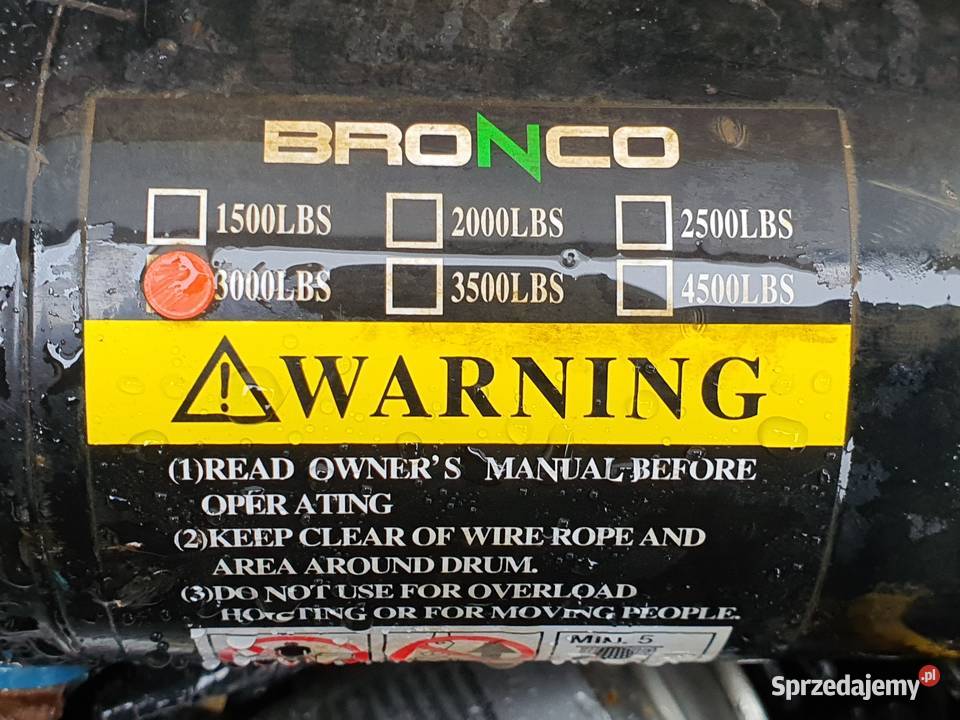 BRONCO
1500LBS 2000LBS 2500LBS
3000LBS 3500LBS 4500LBS
WARNING
(1)READ OWNER'S MANUAL BEFORE
OPERATING
(2)KEEP CLEAR OF WIRE ROPE AND
AREA AROUND DRUM.
(3)DO NOT USE FOR OVERLOAD
HOISTING OR FOR MOVING PEOPLE.
MIN. 5
Sprzedajemy.pl